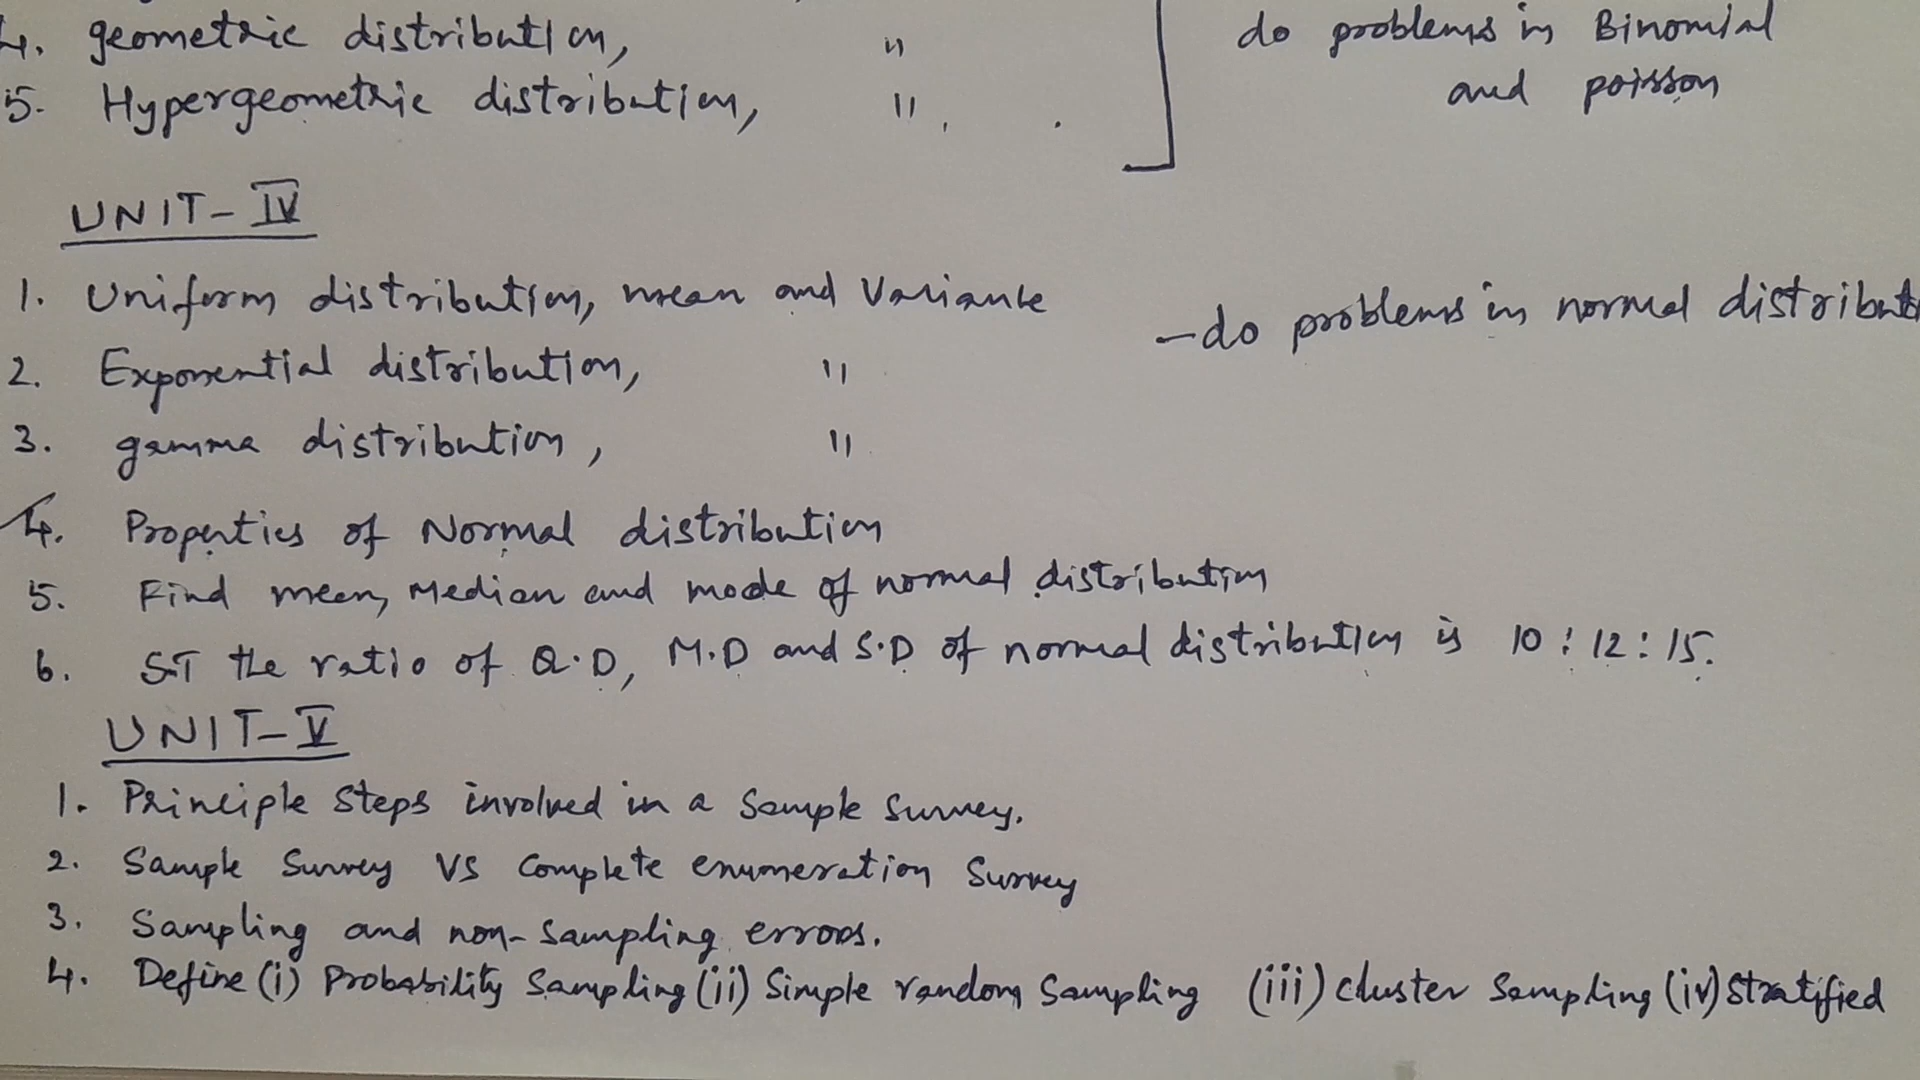 4. geometric distribution, " do problems in Binomial
and poisson
5. Hypergeometric distribution, "
UNIT-IV
1. Uniform distribution, mean and Variance
-do problems in normal distributi
2. Exponential distribution, "
3. gamma distribution, "
4. Properties of Normal distribution
5. Find mean, Median and mode of normal distribution
6. S.T the ratio of Q.D, M.D and S.D of normal distribution is 10:12:15.
UNIT-V
1. Principle Steps involved in a Sample Survey.
2. Sample Survey VS Complete enumeration Survey
3. Sampling and non-Sampling errors.
4. Define (i) Probability Sampling (ii) Simple random Sampling (iii) cluster Sampling (iv) Stratified